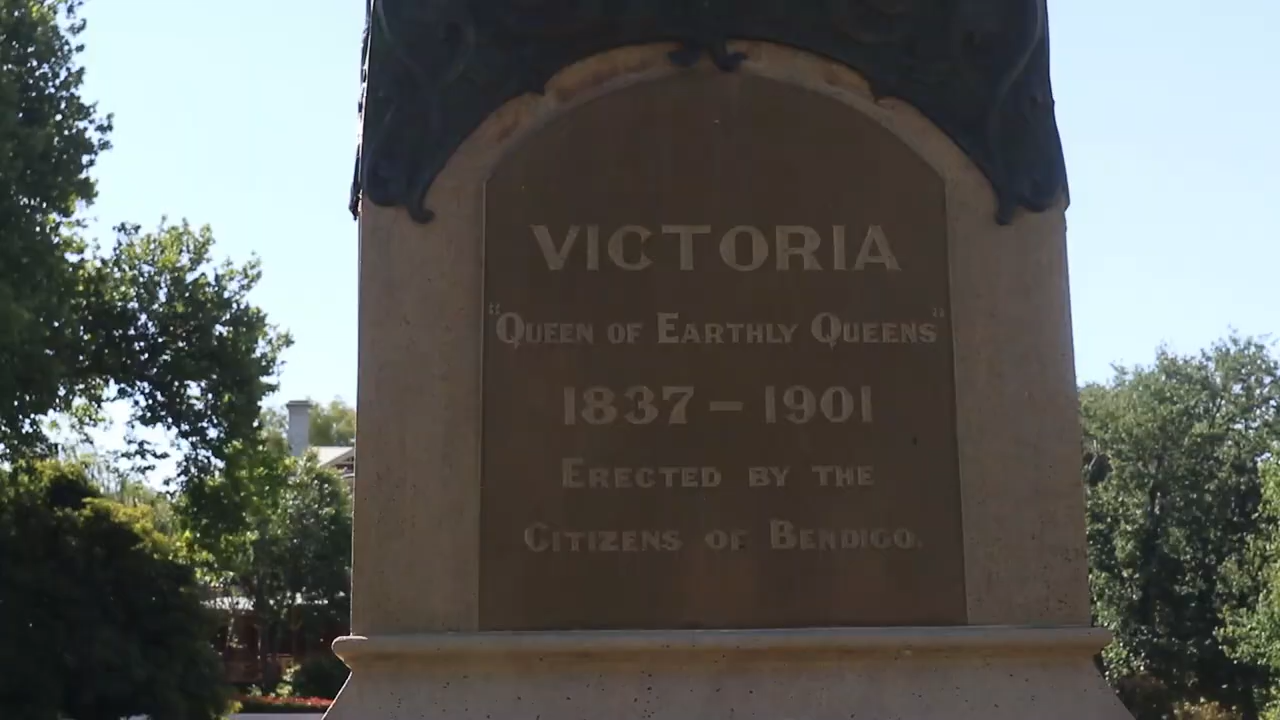 VICTORIA
"QUEEN OF EARTHLY QUEENS"
1837 – 1901
ERECTED BY THE
CITIZENS OF BENDIGO.